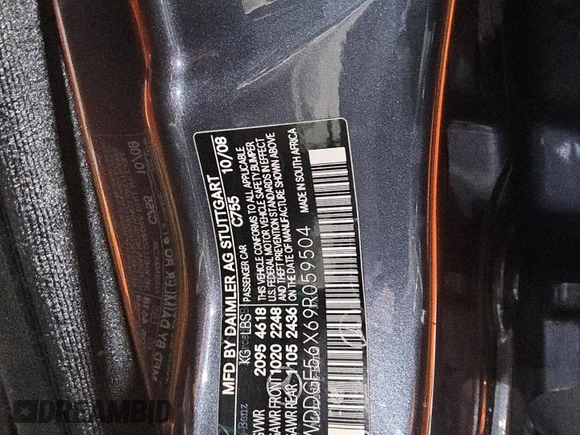 MFD BY DAIMLER AG STUTTGART
PASSENGER CAR C755 10/08
THIS VEHICLE CONFORMS TO ALL APPLICABLE
U.S. FEDERAL MOTOR VEHICLE SAFETY BUMPER
AND THEFT PREVENTION STANDARDS IN EFFECT
ON THE DATE OF MANUFACTURE SHOWN ABOVE
MADE IN SOUTH AFRICA
KG LBS
GVWR 2095 4618
GAWR FRONT 1020 2248
GAWR REAR 1105 2436
WDDGF56X69R059504
DREAMBID